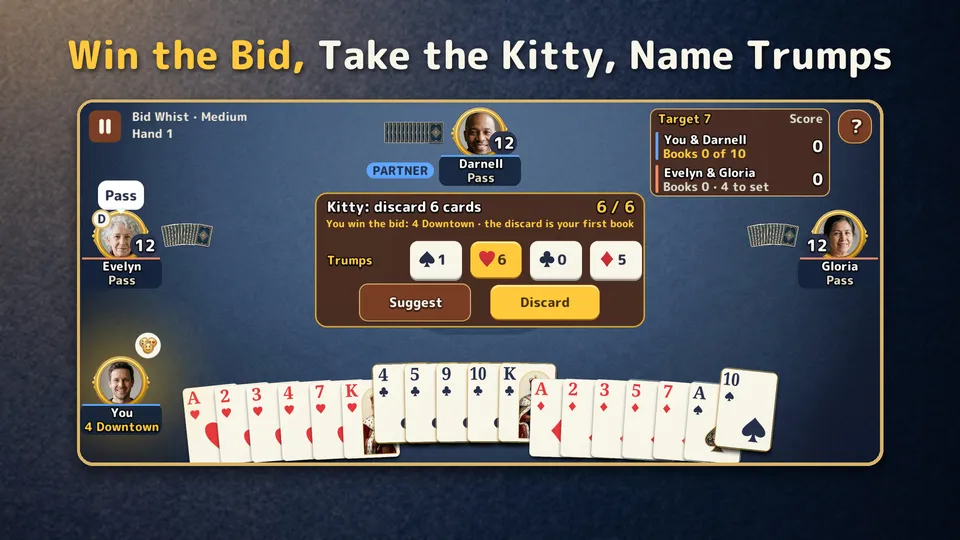 Win the Bid, Take the Kitty, Name Trumps
Bid Whist · Medium
Hand 1
12
Darnell
Pass
PARTNER
Target 7 Score
You & Darnell 0
Books 0 of 10
Evelyn & Gloria 0
Books 0 · 4 to set
?
Pass
D
12
Evelyn
Pass
Kitty: discard 6 cards 6 / 6
You win the bid: 4 Downtown · the discard is your first book
Trumps ♠1 ♥6 ♣0 ♦5
Suggest Discard
12
Gloria
Pass
You
4 Downtown
A 2 3 4 7 K 4 5 9 10 K A 2 3 5 7 A 10